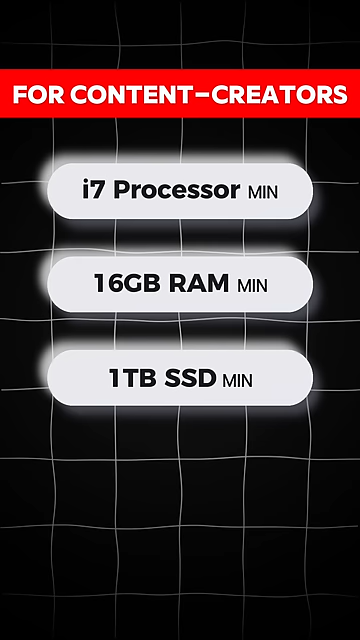 FOR CONTENT-CREATORS
i7 Processor MIN
16GB RAM MIN
1TB SSD MIN